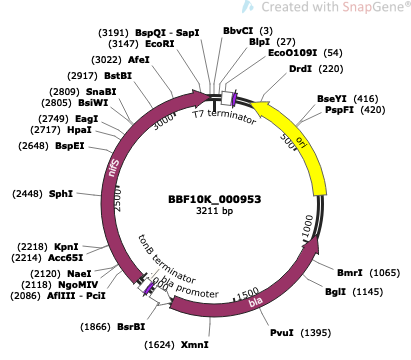 Created with SnapGene®
(3191) BspQI - SapI
(3147) EcoRI
(3022) AfeI
(2917) BstBI
(2809) SnaBI
(2805) BsiWI
(2749) EagI
(2717) HpaI
(2648) BspEI
(2448) SphI
(2218) KpnI
(2214) Acc65I
(2120) NaeI
(2118) NgoMIV
(2086) AflIII - PciI
(1866) BsrBI
(1624) XmnI
BbvCI (3)
BlpI (27)
EcoO109I (54)
DrdI (220)
BseYI (416)
PspFI (420)
BmrI (1065)
BglI (1145)
PvuI (1395)
T7 terminator
ori
nifS
bla
tonB terminator
bla promoter
500
1000
1500
2500
3000
BBF10K_000953
3211 bp